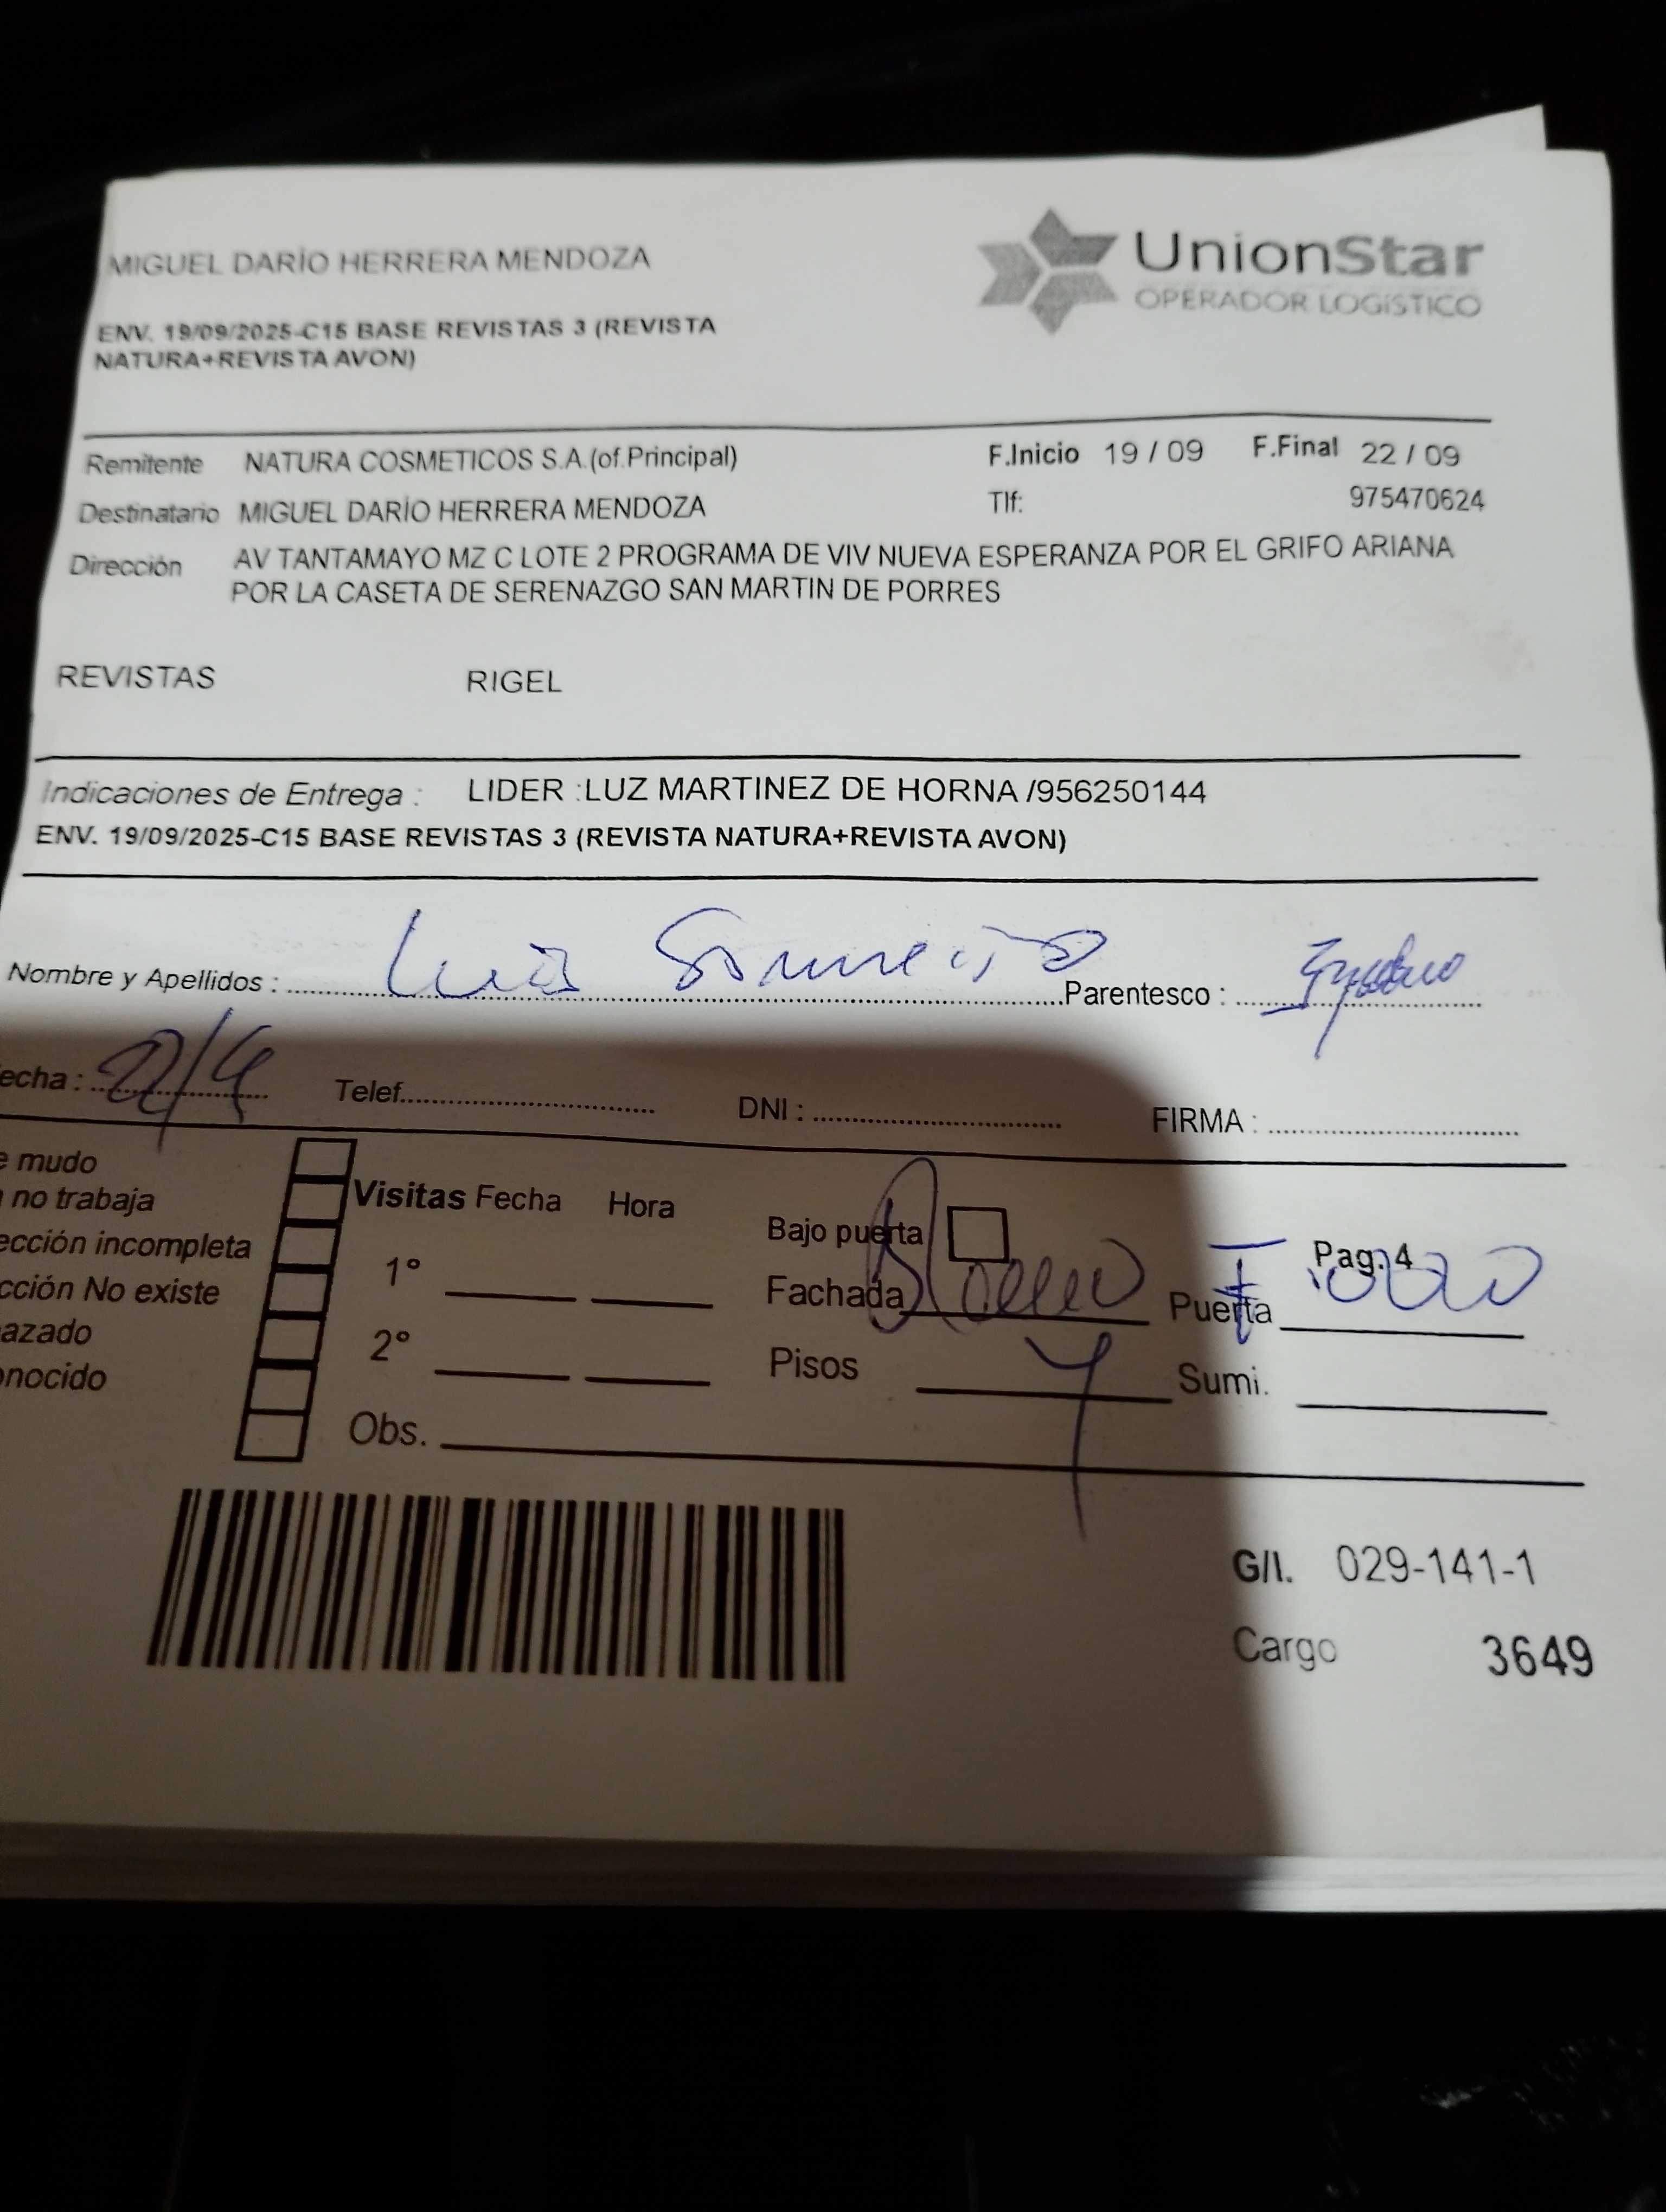 MIGUEL DARÍO HERRERA MENDOZA
UnionStar
OPERADOR LOGÍSTICO
ENV. 19/09/2025-C15 BASE REVISTAS 3 (REVISTA
NATURA+REVISTA AVON)
Remitente NATURA COSMETICOS S.A.(of.Principal) F.Inicio 19 / 09 F.Final 22 / 09
Destinatario MIGUEL DARÍO HERRERA MENDOZA Tlf: 975470624
Dirección AV TANTAMAYO MZ C LOTE 2 PROGRAMA DE VIV NUEVA ESPERANZA POR EL GRIFO ARIANA
POR LA CASETA DE SERENAZGO SAN MARTIN DE PORRES
REVISTAS RIGEL
Indicaciones de Entrega : LIDER :LUZ MARTINEZ DE HORNA /956250144
ENV. 19/09/2025-C15 BASE REVISTAS 3 (REVISTA NATURA+REVISTA AVON)
Nombre y Apellidos : Luis Parentesco :
echa : Telef. DNI : FIRMA :
e mudo
no trabaja
ección incompleta
cción No existe
azado
onocido
Visitas Fecha Hora
1°
2°
Obs.
Bajo puerta Pag. 4
Fachada Puerta
Pisos Sumi.
G/I. 029-141-1
Cargo 3649